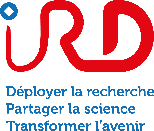 IRD
Déployer la recherche
Partager la science
Transformer l'avenir